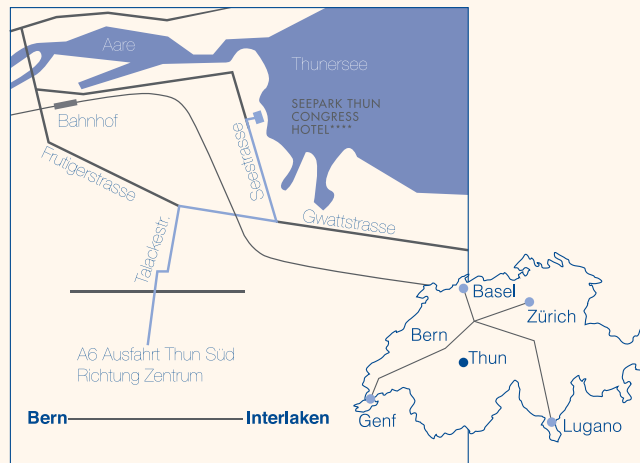 Aare
Thunersee
SEEPARK THUN
CONGRESS
HOTEL****
Bahnhof
Seestrasse
Frutigerstrasse
Gwattstrasse
Talackestr.
A6 Ausfahrt Thun Süd
Richtung Zentrum
Bern
Interlaken
Basel
Zürich
Bern
Thun
Genf
Lugano